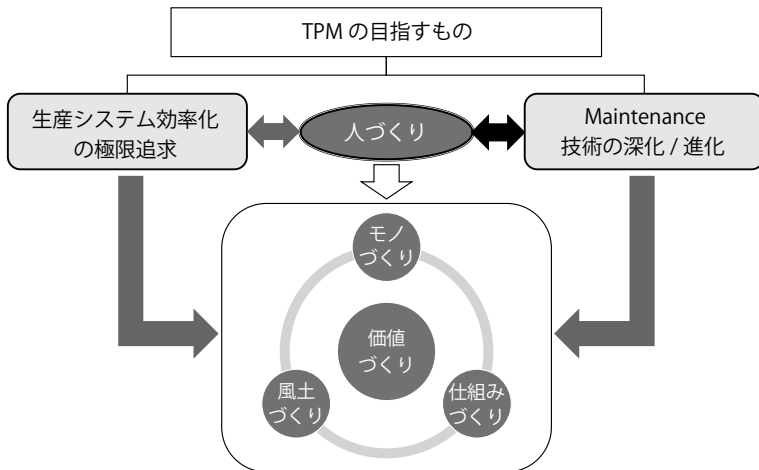 TPM の目指すもの
生産システム効率化
の極限追求
人づくり
Maintenance
技術の深化 / 進化
モノ
づくり
価値
づくり
風土
づくり
仕組み
づくり